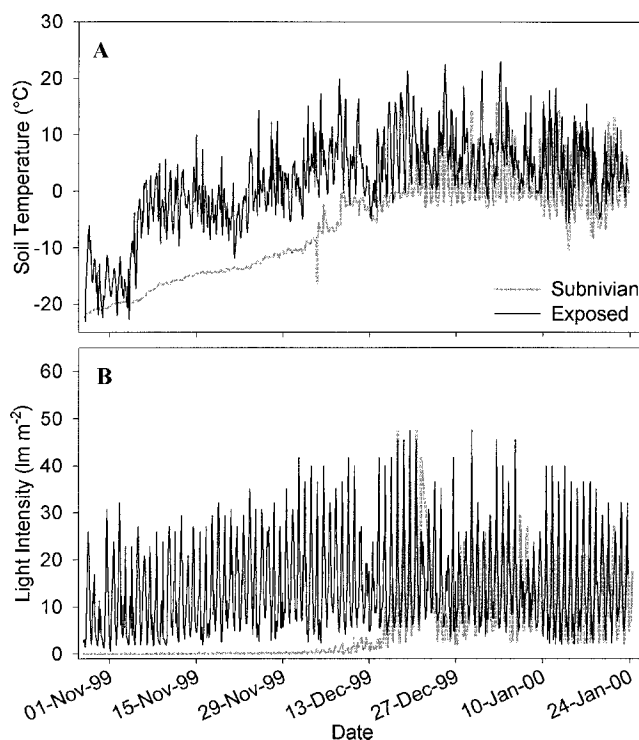 30
A
20
10
0
-10
-20
Soil Temperature (°C)
Subnivian
Exposed
60
B
50
40
30
20
10
0
Light Intensity (lm m-2)
01-Nov-99
15-Nov-99
29-Nov-99
13-Dec-99
27-Dec-99
10-Jan-00
24-Jan-00
Date